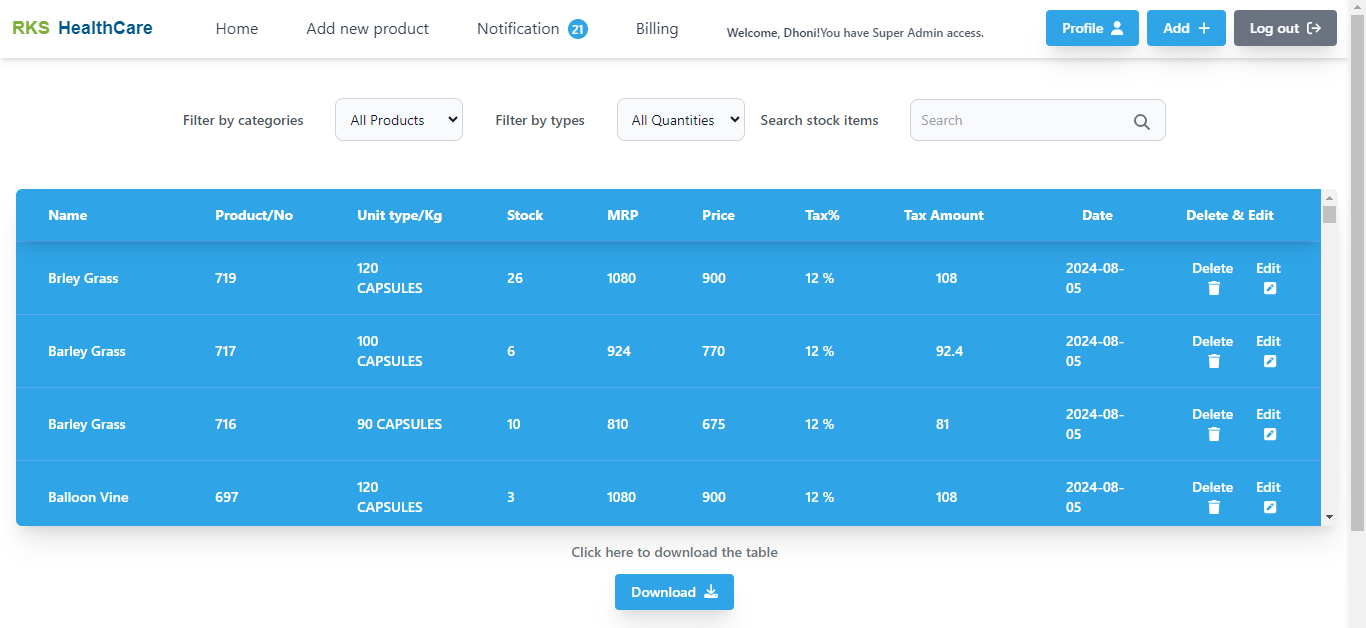 RKS HealthCare Home Add new product Notification 21 Billing Welcome, Dhoni!You have Super Admin access. Profile Add Log out
Filter by categories All Products Filter by types All Quantities Search stock items Search
Name Product/No Unit type/Kg Stock MRP Price Tax% Tax Amount Date Delete & Edit
Brley Grass 719 120 CAPSULES 26 1080 900 12 % 108 2024-08-05 Delete Edit
Barley Grass 717 100 CAPSULES 6 924 770 12 % 92.4 2024-08-05 Delete Edit
Barley Grass 716 90 CAPSULES 10 810 675 12 % 81 2024-08-05 Delete Edit
Balloon Vine 697 120 CAPSULES 3 1080 900 12 % 108 2024-08-05 Delete Edit
Click here to download the table
Download